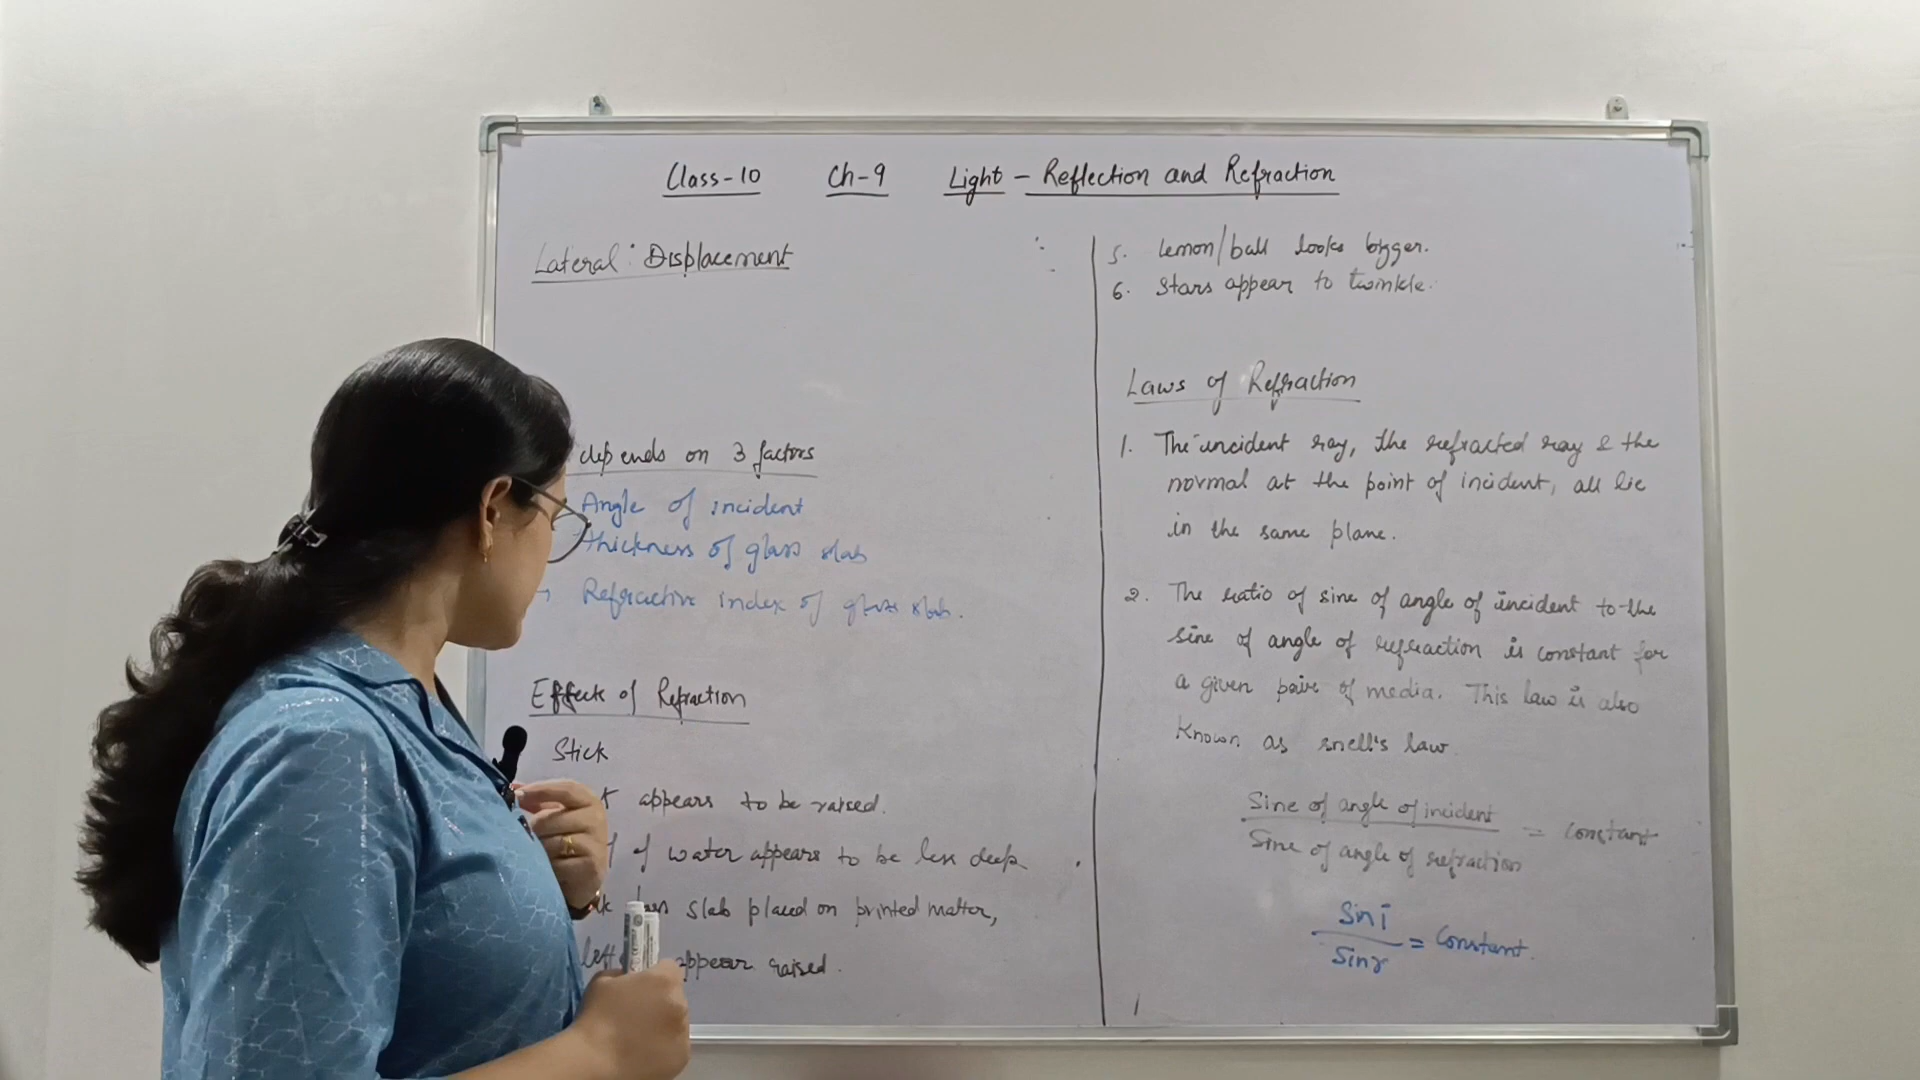 Class-10 Ch-9 Light - Reflection and Refraction
Lateral Displacement
depends on 3 factors
Angle of incident
thickness of glass slab
→ Refractive index of glass slab.
Effect of Refraction
Stick
appears to be raised.
of water appears to be less deep
slab placed on printed matter,
appear raised.
5. Lemon/ball looks bigger.
6. Stars appear to twinkle.
Laws of Refraction
1. The incident ray, the refracted ray & the
normal at the point of incident, all lie
in the same plane.
2. The ratio of sine of angle of incident to the
sine of angle of refraction is constant for
a given pair of media. This law is also
known as snell's law.
Sine of angle of incident
Sine of angle of refraction = constant
Sin i
Sin r = Constant.